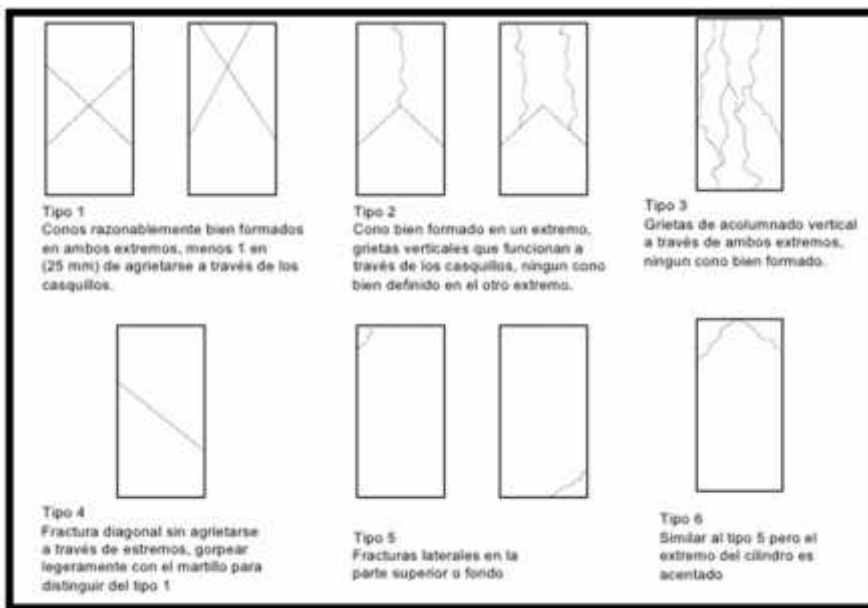 Tipo 1
Conos razonablemente bien formados
en ambos extremos, menos 1 en
(25 mm) de agrietarse a través de los
casquillos.
Tipo 2
Cono bien formado en un extremo,
grietas verticales que funcionan a
través de los casquillos, ningun cono
bien definido en el otro extremo.
Tipo 3
Grietas de acolumnado vertical
a través de ambos extremos,
ningun cono bien formado.
Tipo 4
Fractura diagonal sin agrietarse
a través de estremos, gorpear
legeramente con el martillo para
distinguir del tipo 1
Tipo 5
Fracturas laterales en la
parte superior o fondo
Tipo 6
Similar al tipo 5 pero el
extremo del cilindro es
acentado